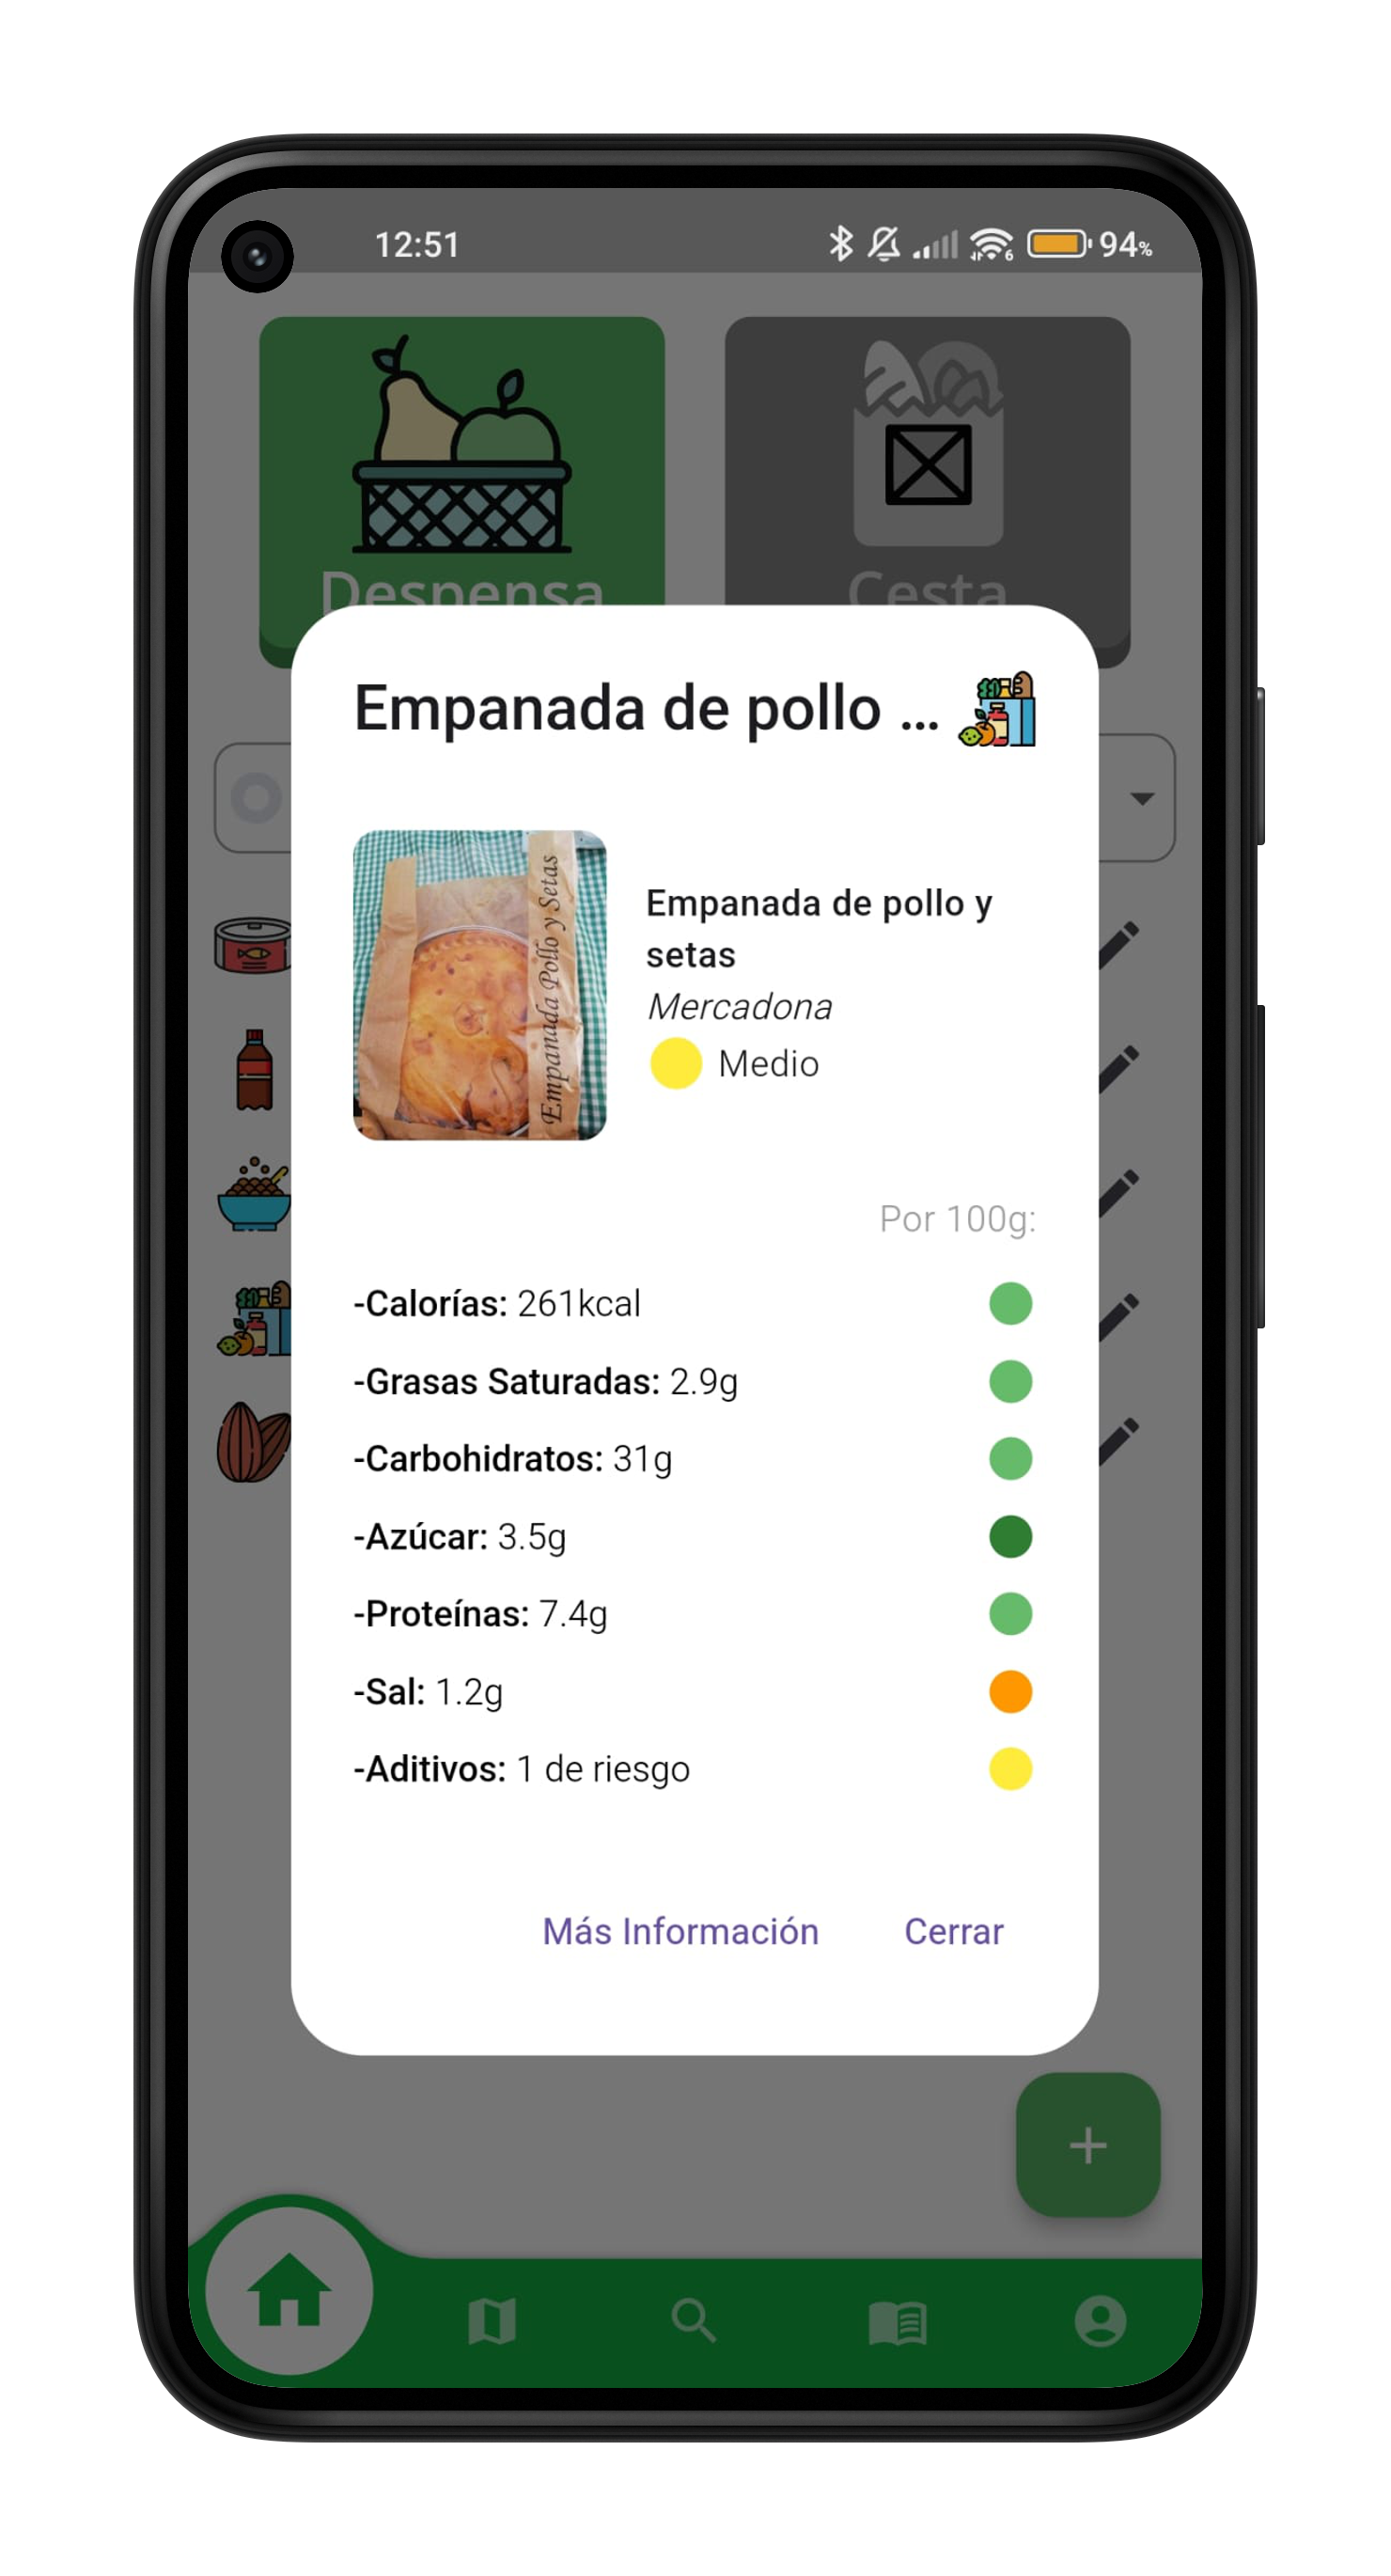 12:51
94%
Despensa
Cesta
Empanada de pollo ...
Empanada Pollo y Setas
Empanada de pollo y
setas
Mercadona
Medio
Por 100g:
-Calorías: 261kcal
-Grasas Saturadas: 2.9g
-Carbohidratos: 31g
-Azúcar: 3.5g
-Proteínas: 7.4g
-Sal: 1.2g
-Aditivos: 1 de riesgo
Más Información
Cerrar